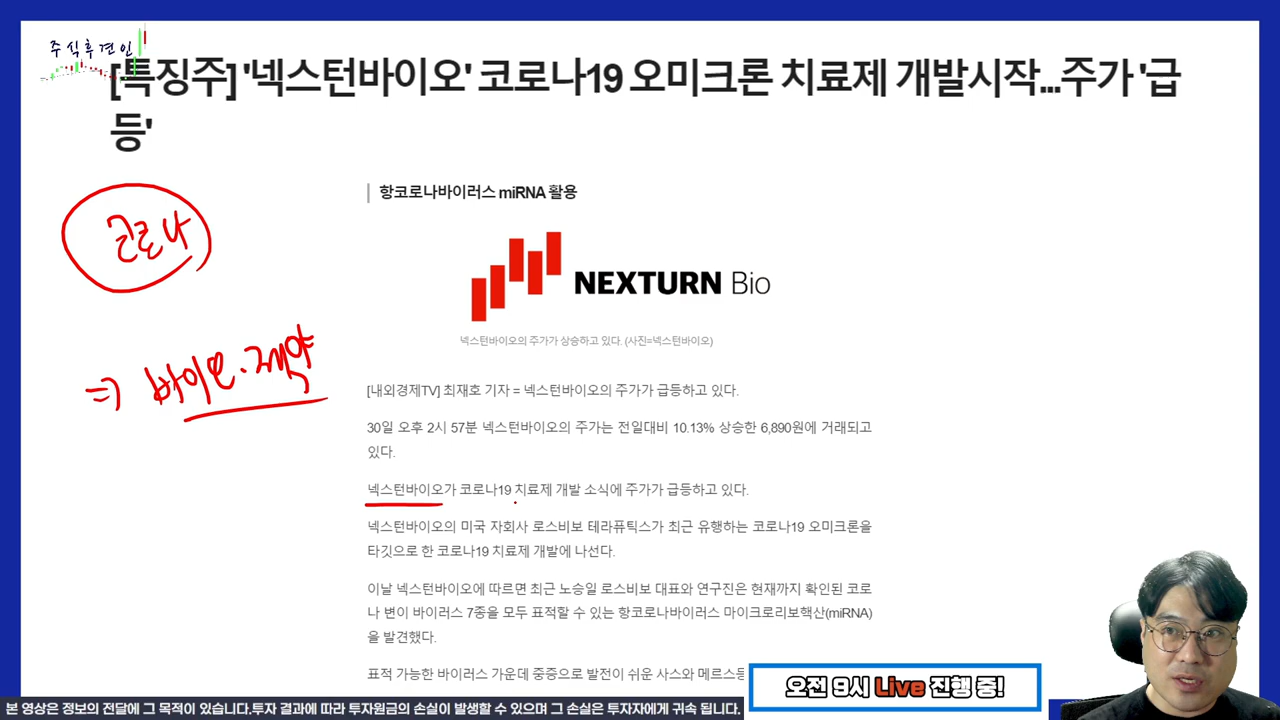 주식후견인
[특징주] '넥스턴바이오' 코로나19 오미크론 치료제 개발시작...주가 '급
등'
항코로나바이러스 miRNA 활용
코로나
NEXTURN Bio
넥스턴바이오의 주가가 상승하고 있다. (사진=넥스턴바이오)
⇒ 바이오·제약
[내외경제TV] 최재호 기자 = 넥스턴바이오의 주가가 급등하고 있다.
30일 오후 2시 57분 넥스턴바이오의 주가는 전일대비 10.13% 상승한 6,890원에 거래되고
있다.
넥스턴바이오가 코로나19 치료제 개발 소식에 주가가 급등하고 있다.
넥스턴바이오의 미국 자회사 로스비보 테라퓨틱스가 최근 유행하는 코로나19 오미크론을
타깃으로 한 코로나19 치료제 개발에 나선다.
이날 넥스턴바이오에 따르면 최근 노승일 로스비보 대표와 연구진은 현재까지 확인된 코로
나 변이 바이러스 7종을 모두 표적할 수 있는 항코로나바이러스 마이크로리보핵산(miRNA)
을 발견했다.
표적 가능한 바이러스 가운데 중증으로 발전이 쉬운 사스와 메르스등
오전 9시 Live 진행 중!
본 영상은 정보의 전달에 그 목적이 있습니다.투자 결과에 따라 투자원금의 손실이 발생할 수 있으며 그 손실은 투자자에게 귀속 됩니다.